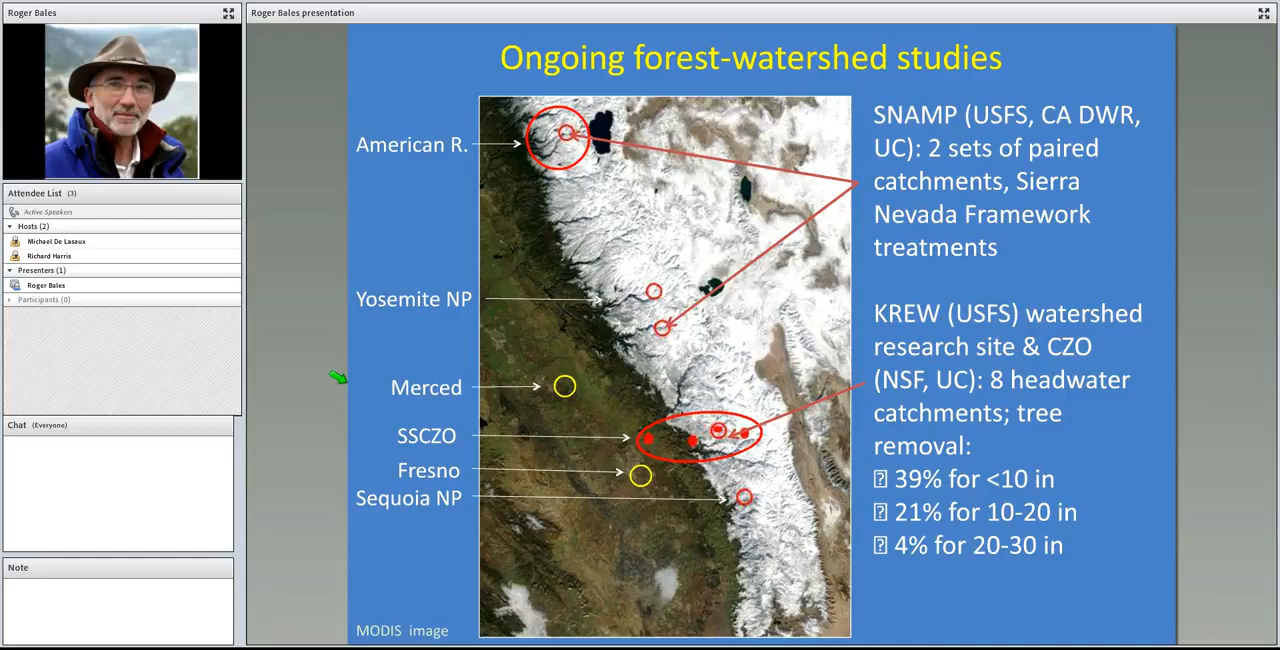 Roger Bales
Attendee List (3)
Active Speakers
Hosts (2)
Michael De Lasaux
Richard Harris
Presenters (1)
Roger Bales
Participants (0)
Chat (Everyone)
Note
Roger Bales presentation
Ongoing forest-watershed studies
American R.
Yosemite NP
Merced
SSCZO
Fresno
Sequoia NP
MODIS image
SNAMP (USFS, CA DWR,
UC): 2 sets of paired
catchments, Sierra
Nevada Framework
treatments
KREW (USFS) watershed
research site & CZO
(NSF, UC): 8 headwater
catchments; tree
removal:
39% for <10 in
21% for 10-20 in
4% for 20-30 in